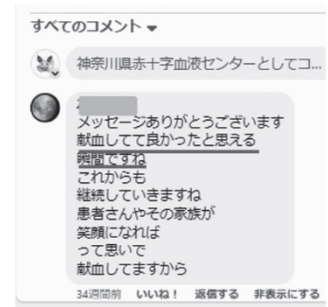 すべてのコメント
神奈川県赤十字血液センターとしてコ...
メッセージありがとうございます
献血してて良かったと思える
瞬間ですね
これからも
継続していきますね
患者さんやその家族が
笑顔になれば
って思いで
献血してますから
34週間前 いいね！ 返信する 非表示にする